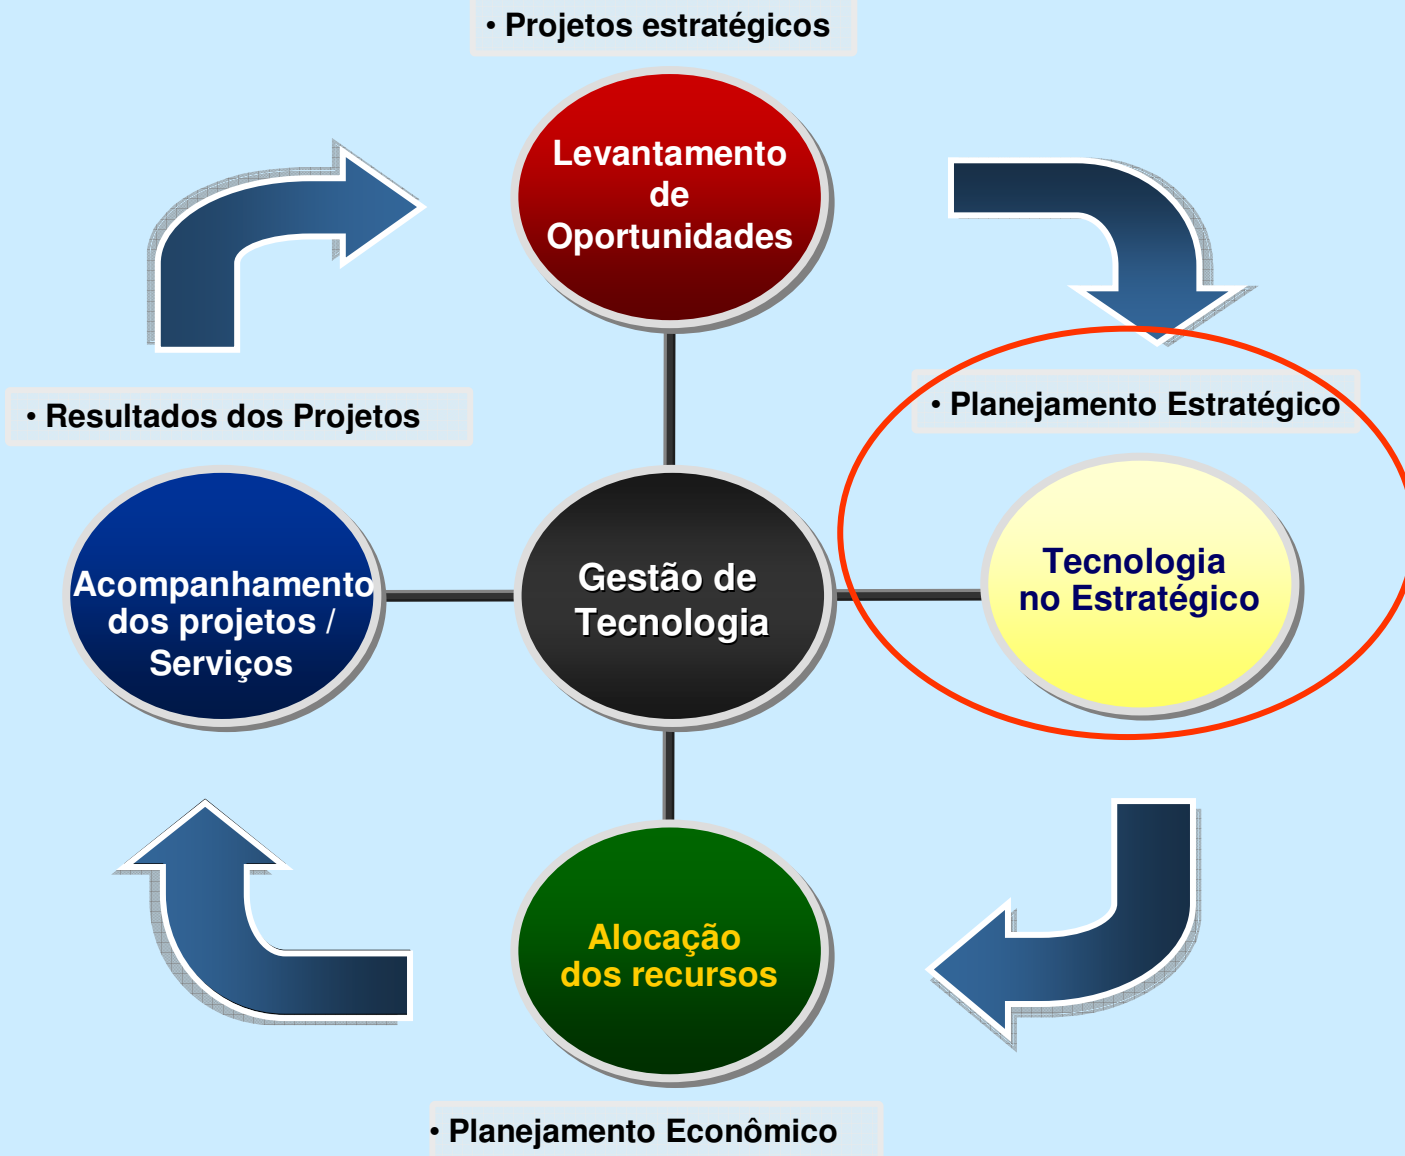 • Projetos estratégicos
Levantamento
de
Oportunidades
• Resultados dos Projetos
• Planejamento Estratégico
Acompanhamento
dos projetos /
Serviços
Gestão de
Tecnologia
Tecnologia
no Estratégico
Alocação
dos recursos
• Planejamento Econômico